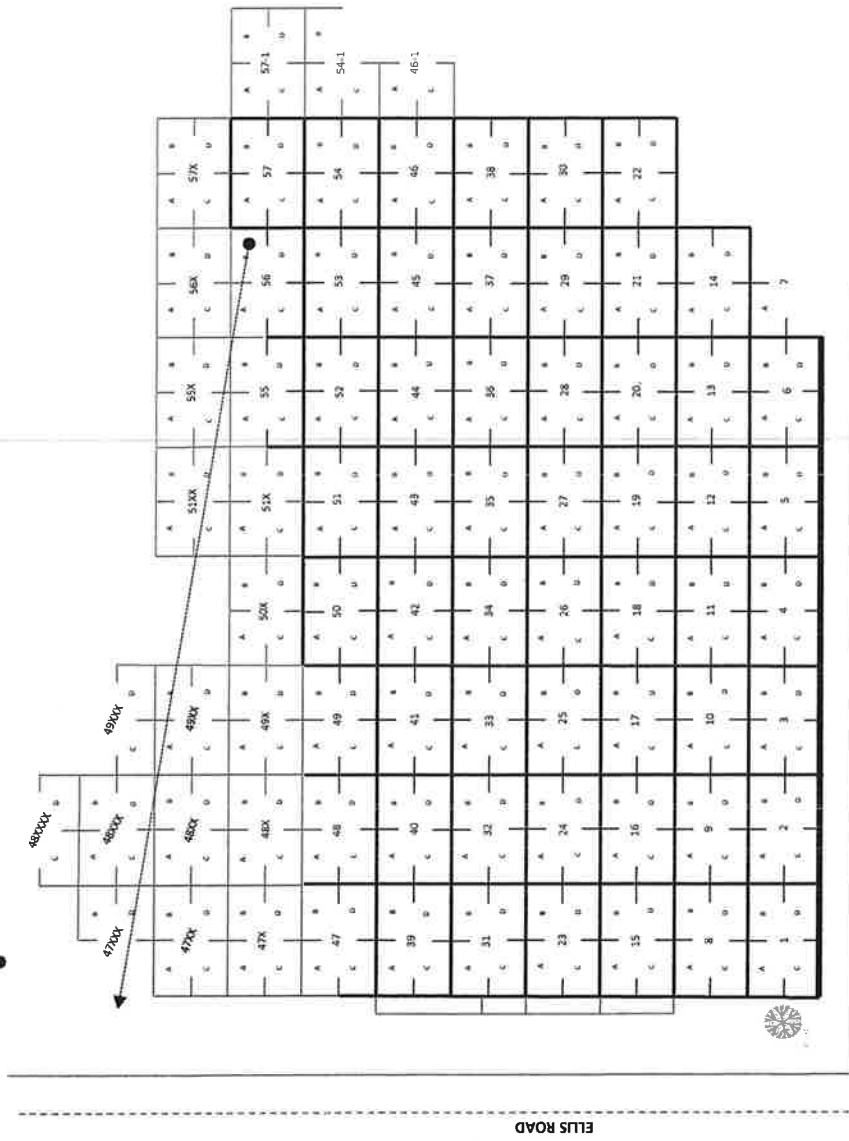 48XXXX
C D
B A B
47XXX 48XXX 49XXX
D C D C D
A B A B A B A B A B A B A B
47XX 48XX 49XX 51XX 55X 56X 57X
C D C D C D C D C D C D C D
A B A B A B A B A B A B A B A B A B
47X 48X 49X 50X 51X 55 56 57 57-1
C D C D C D C D C D C D C D C D C D
A B A B A B A B A B A B A B A B A B
47 48 49 50 51 52 53 54 54-1
C D C D C D C D C D C D C D C D C
A B A B A B A B A B A B A B A B A
39 40 41 42 43 44 45 46 46-1
C D C D C D C D C D C D C D C D C
A B A B A B A B A B A B A B A B
31 32 33 34 35 36 37 38
C D C D C D C D C D C D C D C D
A B A B A B A B A B A B A B A B
23 24 25 26 27 28 29 30
C D C D C D C D C D C D C D C D
A B A B A B A B A B A B A B A B
15 16 17 18 19 20 21 22
C D C D C D C D C D C D C D C D
A B A B A B A B A B A B A B
8 9 10 11 12 13 14
C D C D C D C D C D C D C D
A B A B A B A B A B A B A
1 2 3 4 5 6 7
C D C D C D C D C D C D
ELLIS ROAD